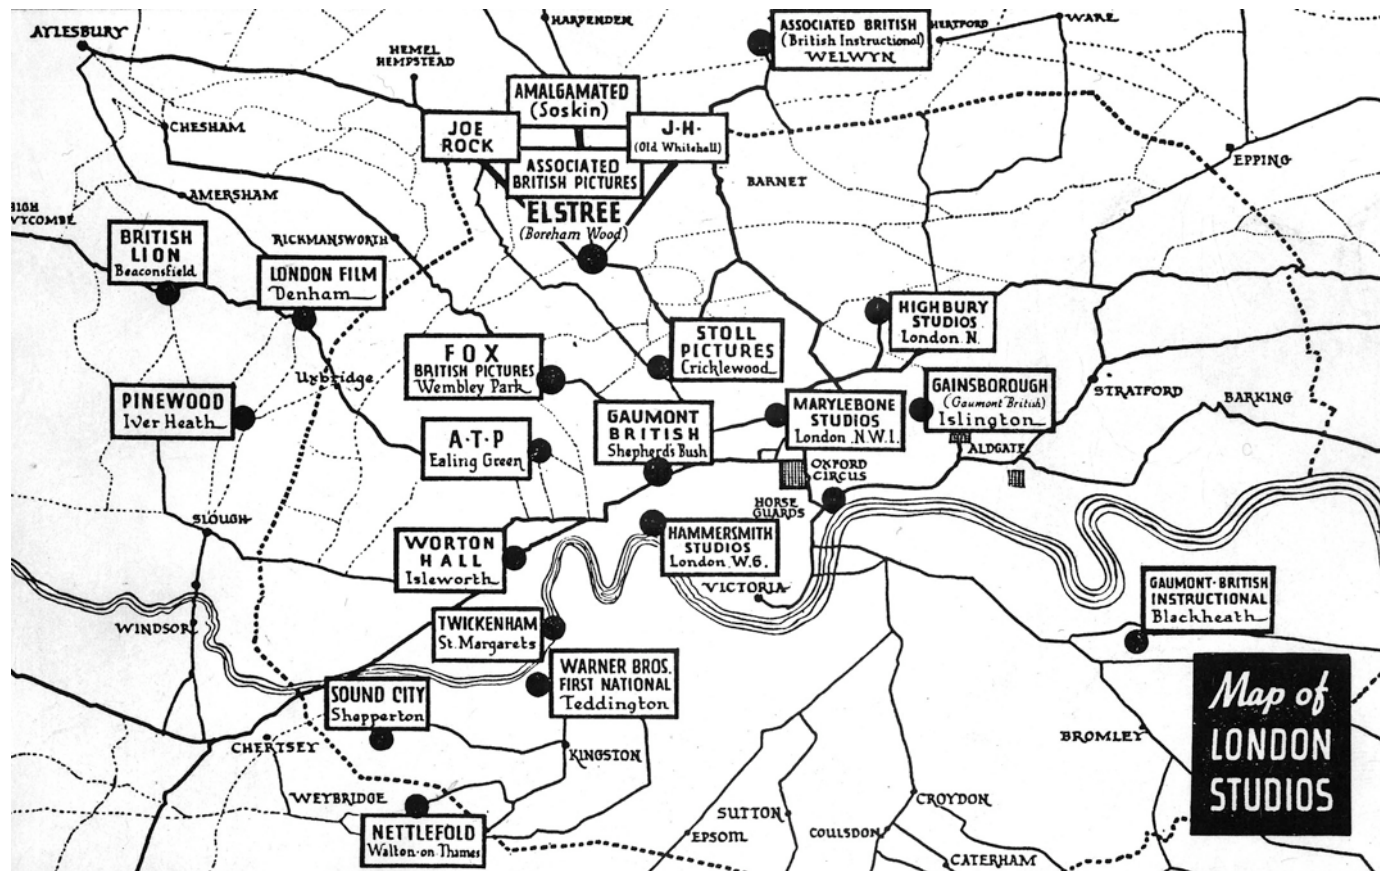 AYLESBURY
HARPENDEN
HEMEL
HEMPSTEAD
ASSOCIATED BRITISH
(British Instructional)
WELWYN
HERTFORD
WARE
AMALGAMATED
(Soskin)
JOE
ROCK
J·H·
(Old Whitehall)
ASSOCIATED
BRITISH PICTURES
ELSTREE
(Boreham Wood)
CHESHAM
AMERSHAM
HIGH
WYCOMBE
BARNET
EPPING
BRITISH
LION
Beaconsfield
RICKMANSWORTH
LONDON FILM
Denham
HIGHBURY
STUDIOS
London N.
STOLL
PICTURES
Cricklewood
FOX
BRITISH PICTURES
Wembley Park
Uxbridge
PINEWOOD
Iver Heath
GAINSBOROUGH
(Gaumont British)
Islington
STRATFORD
BARKING
GAUMONT
BRITISH
Shepherds Bush
MARYLEBONE
STUDIOS
London N.W.1.
A·T·P
Ealing Green
ALDGATE
OXFORD
CIRCUS
HORSE
GUARDS
SLOUGH
WORTON
HALL
Isleworth
HAMMERSMITH
STUDIOS
London W.6.
VICTORIA
GAUMONT-BRITISH
INSTRUCTIONAL
Blackheath
WINDSOR
TWICKENHAM
St. Margarets
WARNER BROS.
FIRST NATIONAL
Teddington
SOUND CITY
Shepperton
CHERTSEY
KINGSTON
WEYBRIDGE
NETTLEFOLD
Walton-on Thames
BROMLEY
SUTTON
CROYDON
EPSOM
COULSDON
CATERHAM
Map of
LONDON
STUDIOS